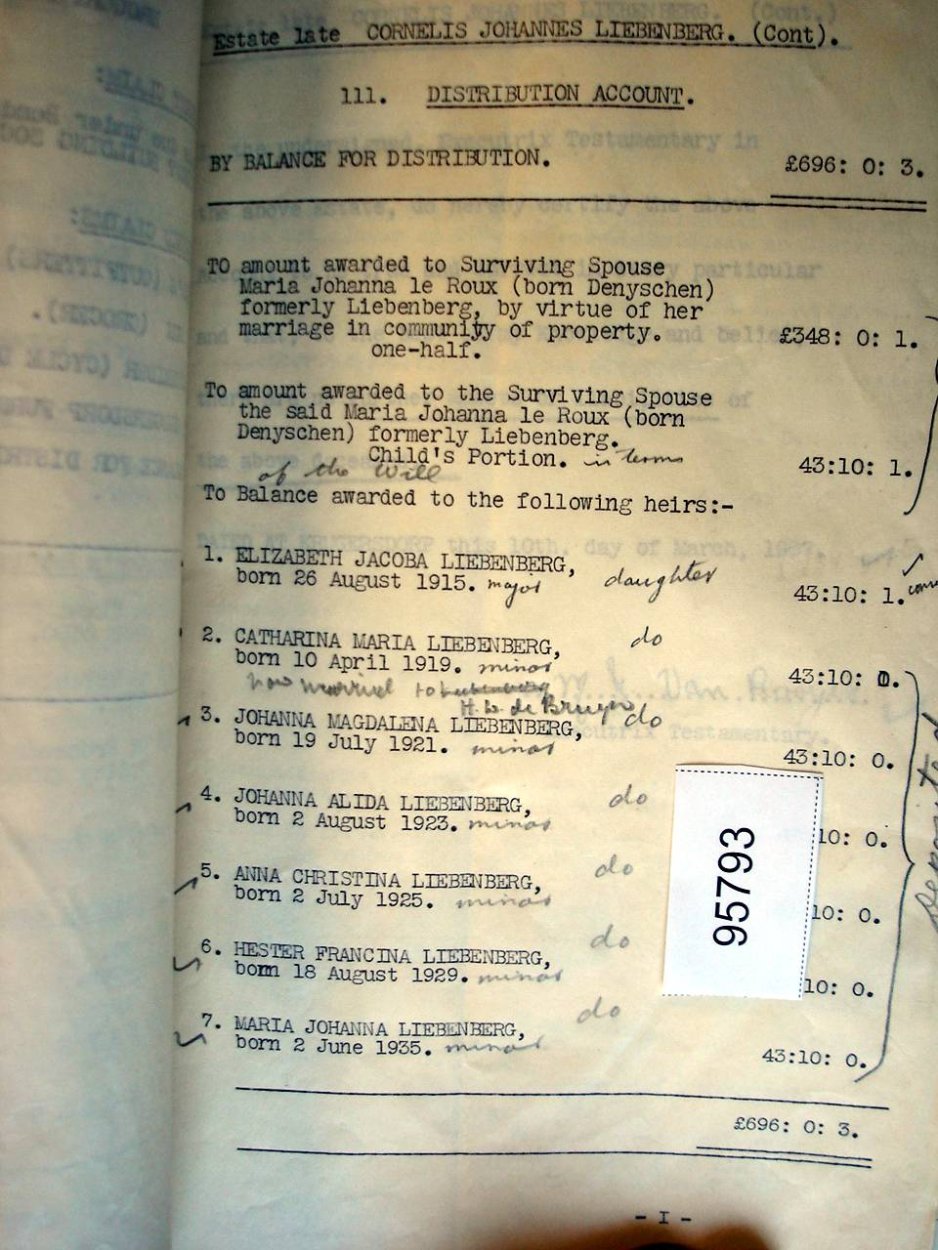 Estate late CORNELIS JOHANNES LIEBENBERG. (Cont).
111. DISTRIBUTION ACCOUNT.
BY BALANCE FOR DISTRIBUTION. £696: 0: 3.
TO amount awarded to Surviving Spouse
Maria Johanna le Roux (born Denyschen)
formerly Liebenberg, by virtue of her
marriage in community of property. £348: 0: 1.
one-half.
To amount awarded to the Surviving Spouse
the said Maria Johanna le Roux (born
Denyschen) formerly Liebenberg.
Child's Portion. in terms 43:10: 1.
of the Will
To Balance awarded to the following heirs:-
1. ELIZABETH JACOBA LIEBENBERG,
born 26 August 1915. major daughter 43:10: 1.
2. CATHARINA MARIA LIEBENBERG, do
born 10 April 1919. minor 43:10: 0.
now married to
H. L. de Bruyn
3. JOHANNA MAGDALENA LIEBENBERG, do
born 19 July 1921. minor 43:10: 0.
4. JOHANNA ALIDA LIEBENBERG, do
born 2 August 1923. minor 10: 0.
5. ANNA CHRISTINA LIEBENBERG, do
born 2 July 1925. minor 10: 0.
6. HESTER FRANCINA LIEBENBERG, do
born 18 August 1929. minor 10: 0.
7. MARIA JOHANNA LIEBENBERG, do
born 2 June 1935. minor 43:10: 0.
95793
£696: 0: 3.
- I -